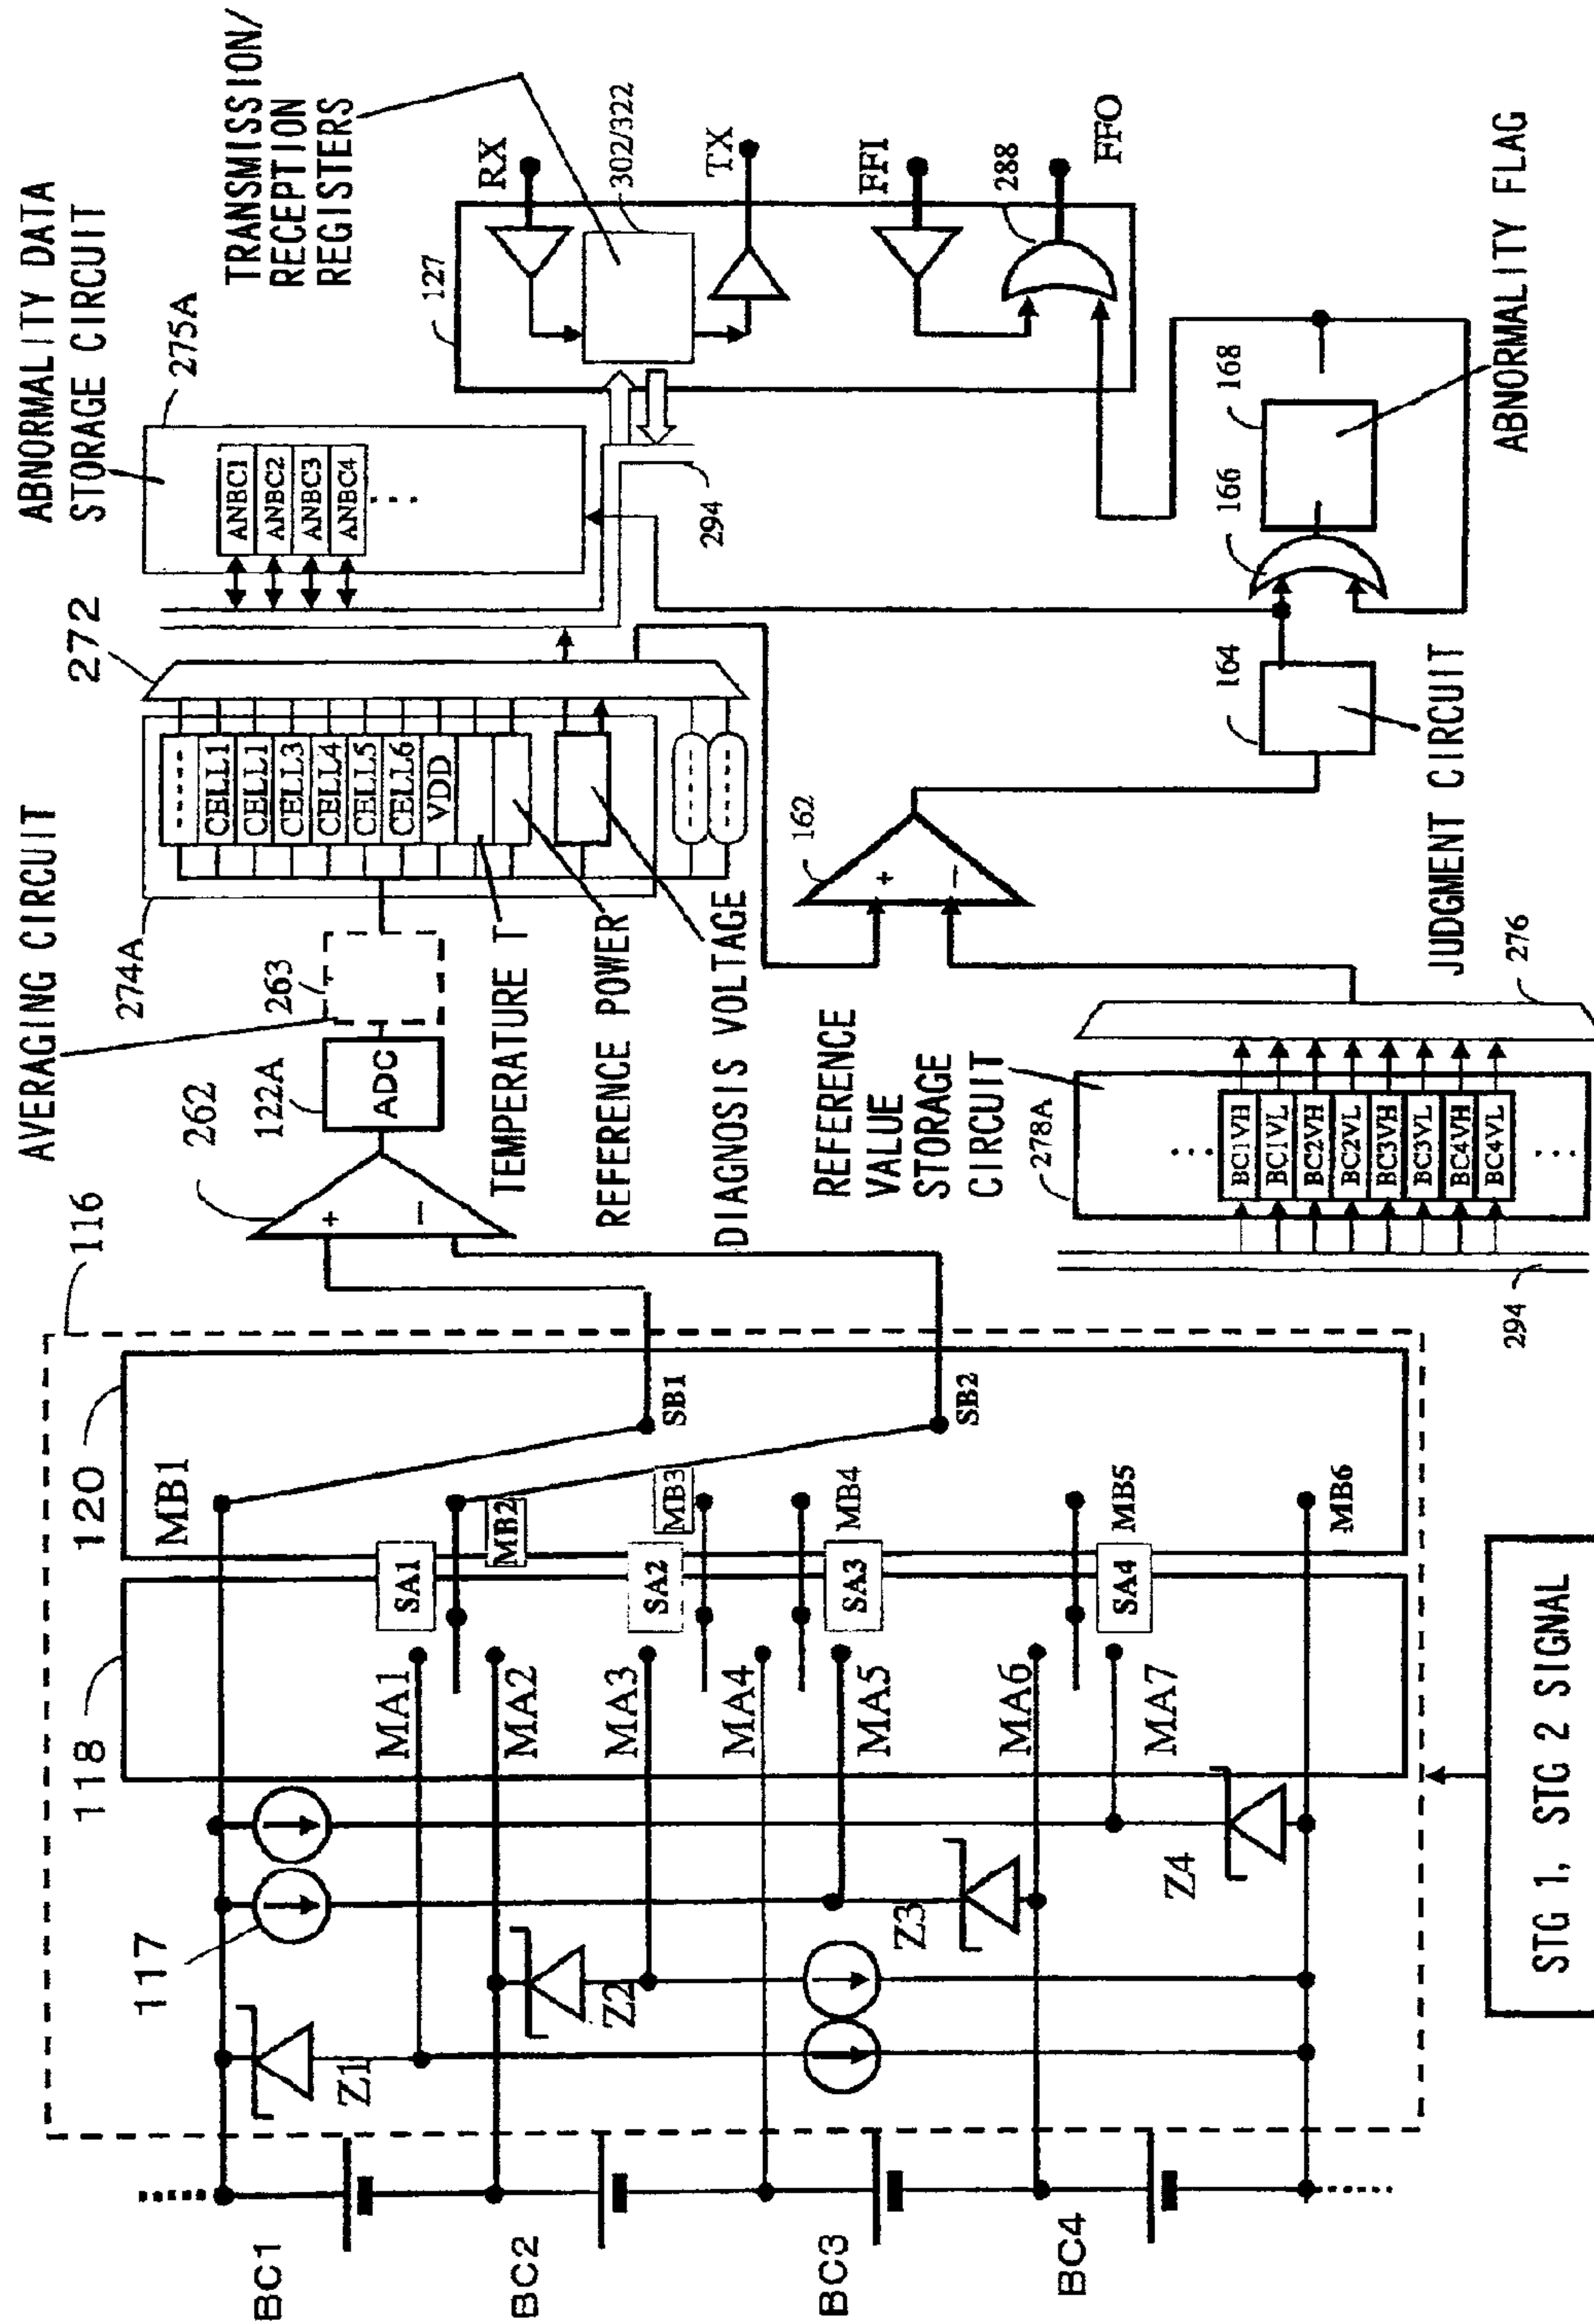 ABNORMALITY DATA
STORAGE CIRCUIT
275A
ANBC1
ANBC2
ANBC3
ANBC4
TRANSMISSION/
RECEPTION
REGISTERS
127
RX
302/322
TX
FFI
288
FFO
294
272
AVERAGING CIRCUIT
274A
CELL1
CELL1
CELL3
CELL4
CELL5
CELL6
VDD
263
122A
ADC
262
+
−
TEMPERATURE T
REFERENCE POWER
DIAGNOSIS VOLTAGE
162
+
−
164
166
168
JUDGMENT CIRCUIT
ABNORMALITY FLAG
REFERENCE
VALUE
STORAGE
CIRCUIT
278A
276
BC1VH
BC1VL
BC2VH
BC2VL
BC3VH
BC3VL
BC4VH
BC4VL
294
116
120
118
117
MB1
SA1
MB2
SB1
MB3
SA2
MB4
SA3
SB2
MB5
SA4
MB6
MA1
MA2
MA3
MA4
MA5
MA6
MA7
Z1
Z2
Z3
Z4
BC1
BC2
BC3
BC4
STG 1, STG 2 SIGNAL